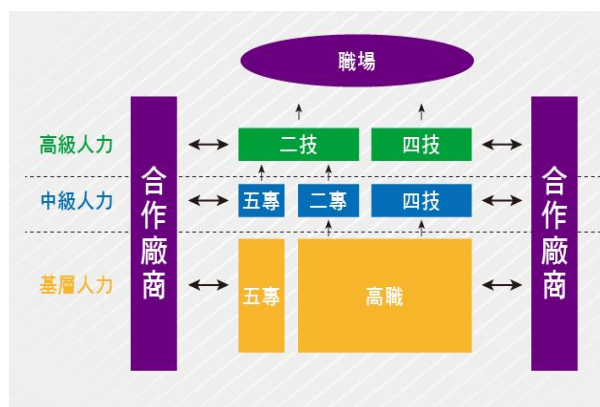 職場
高級人力
二技
四技
合作廠商
合作廠商
中級人力
五專
二專
四技
基層人力
五專
高職